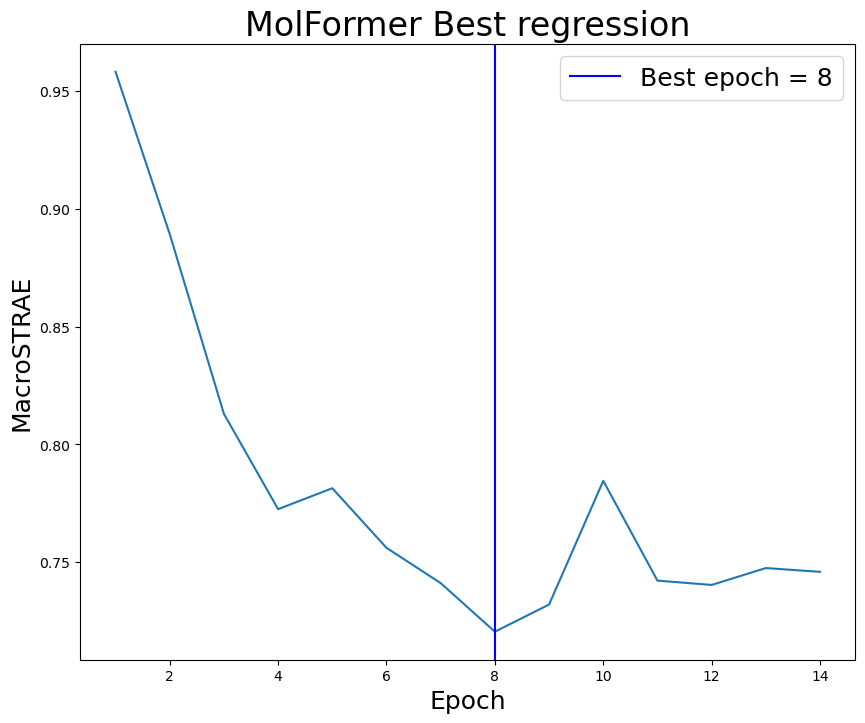 MolFormer Best regression
Best epoch = 8
MacroSTRAE
0.95
0.90
0.85
0.80
0.75
2 4 6 8 10 12 14
Epoch